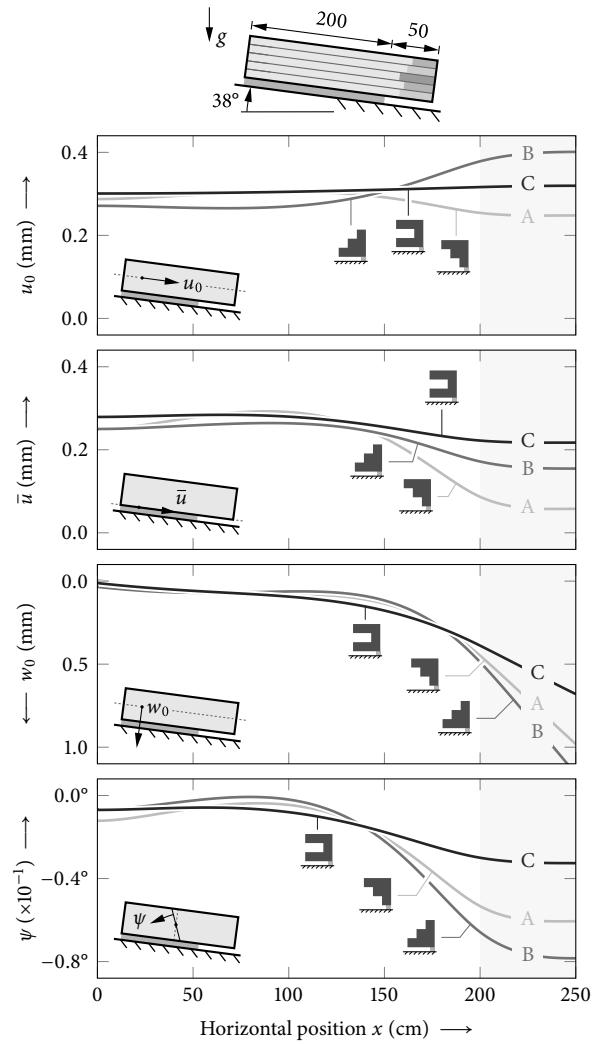 200
50
g
38°
0.4
0.2
0.0
u₀ (mm) ⟶
B
C
A
u₀
0.4
0.2
0.0
ū (mm) ⟶
C
B
A
ū
0.0
0.5
1.0
⟵ w₀ (mm)
C
A
B
w₀
0.0°
−0.4°
−0.8°
ψ (×10⁻¹) ⟶
C
A
B
ψ
0 50 100 150 200 250
Horizontal position x (cm) ⟶